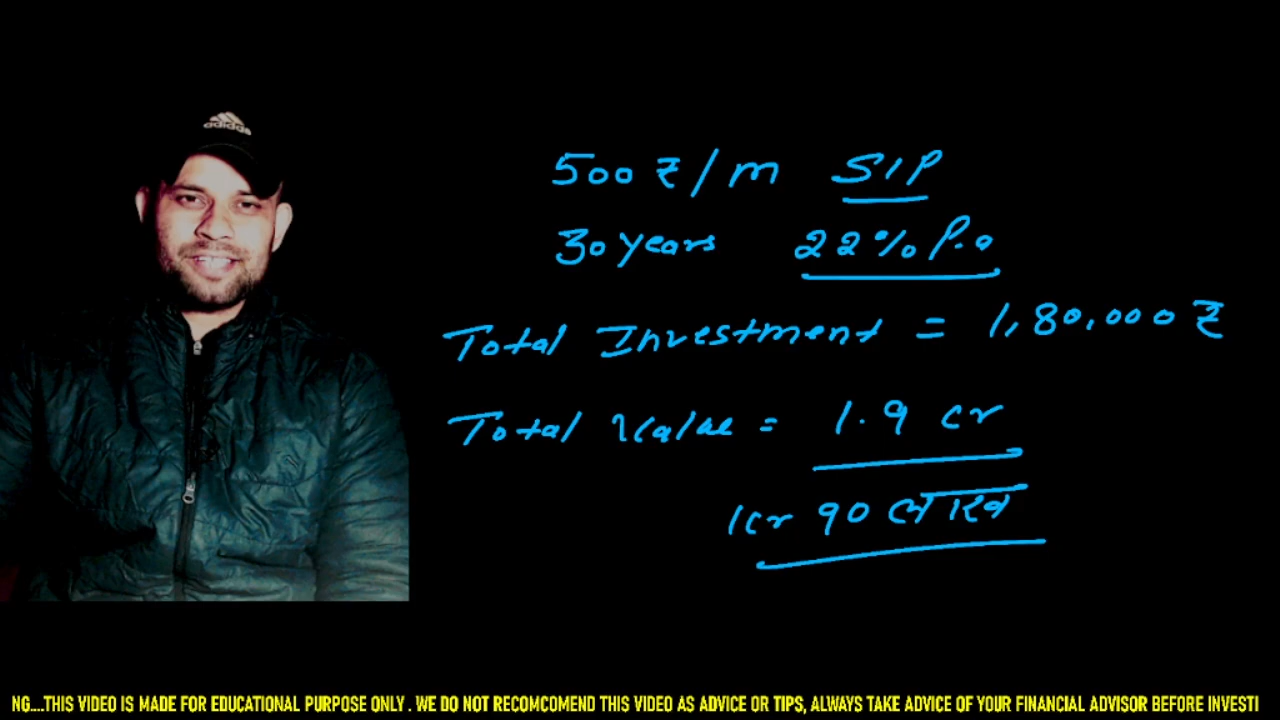 adidas
500 ₹/m SIP
30 years 22% P.a
Total Investment = 1,80,000 ₹
Total Value = 1.9 cr
1cr 90 लाख
NG....THIS VIDEO IS MADE FOR EDUCATIONAL PURPOSE ONLY . WE DO NOT RECOMCOMEND THIS VIDEO AS ADVICE OR TIPS, ALWAYS TAKE ADVICE OF YOUR FINANCIAL ADVISOR BEFORE INVESTI